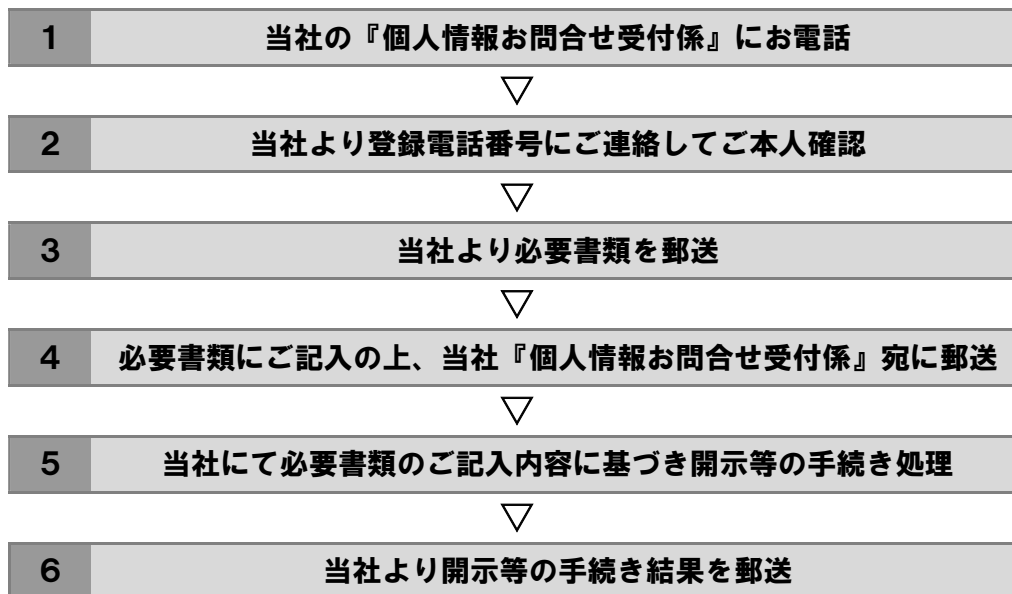 1 当社の『個人情報お問合せ受付係』にお電話
▽
2 当社より登録電話番号にご連絡してご本人確認
▽
3 当社より必要書類を郵送
▽
4 必要書類にご記入の上、当社『個人情報お問合せ受付係』宛に郵送
▽
5 当社にて必要書類のご記入内容に基づき開示等の手続き処理
▽
6 当社より開示等の手続き結果を郵送